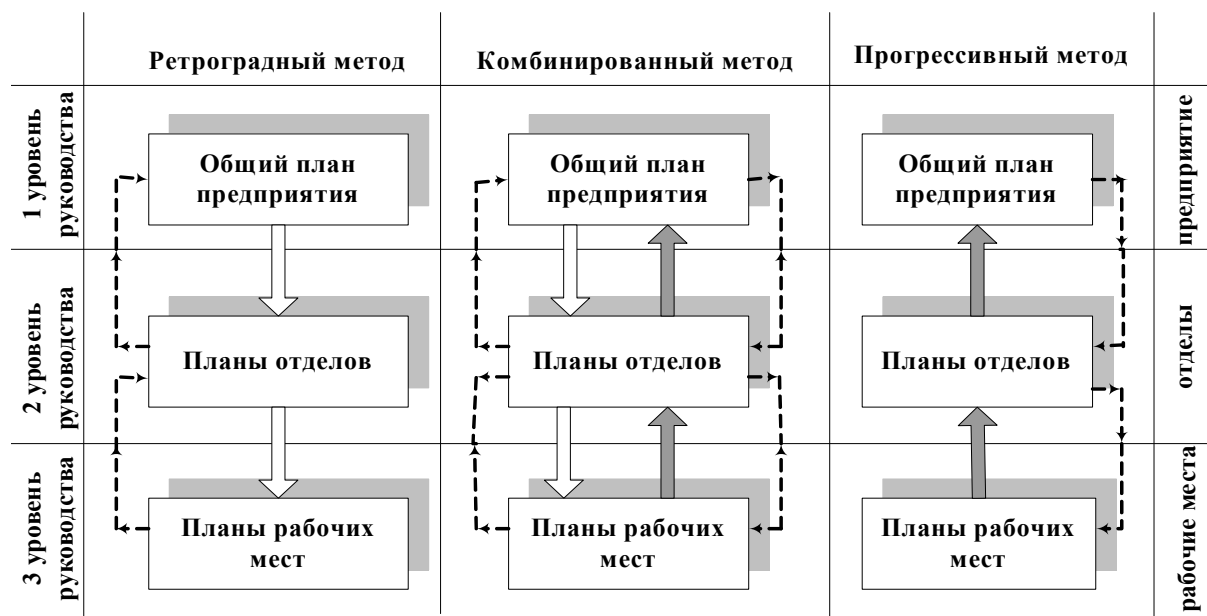 Ретроградный метод
Комбинированный метод
Прогрессивный метод
1 уровень
руководства
Общий план
предприятия
Общий план
предприятия
Общий план
предприятия
предприятие
2 уровень
руководства
Планы отделов
Планы отделов
Планы отделов
отделы
3 уровень
руководства
Планы рабочих
мест
Планы рабочих
мест
Планы рабочих
мест
рабочие места